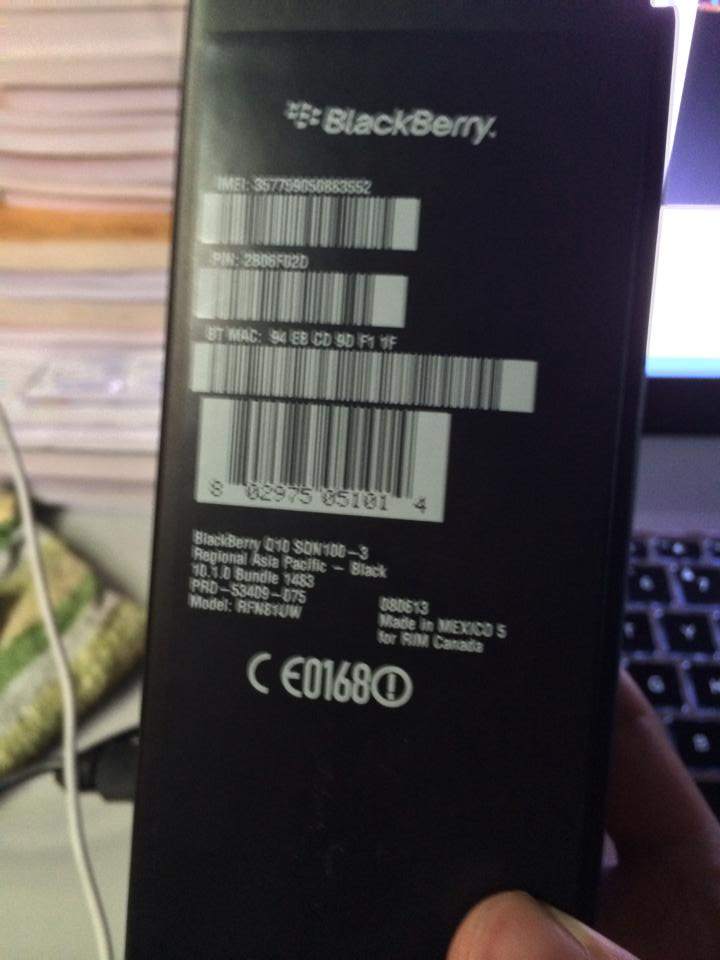 BlackBerry.
IMEI: 357759050883552
PIN: 2B06F02D
BT MAC: 94 EB CD 9D F1 1F
8 02975 05101 4
BlackBerry Q10 SQN100-3
Regional Asia Pacific - Black
10.1.0 Bundle 1483
PRD-53409-075
Model: RFN81UW
080613
Made in MEXICO 5
for RIM Canada
CE0168